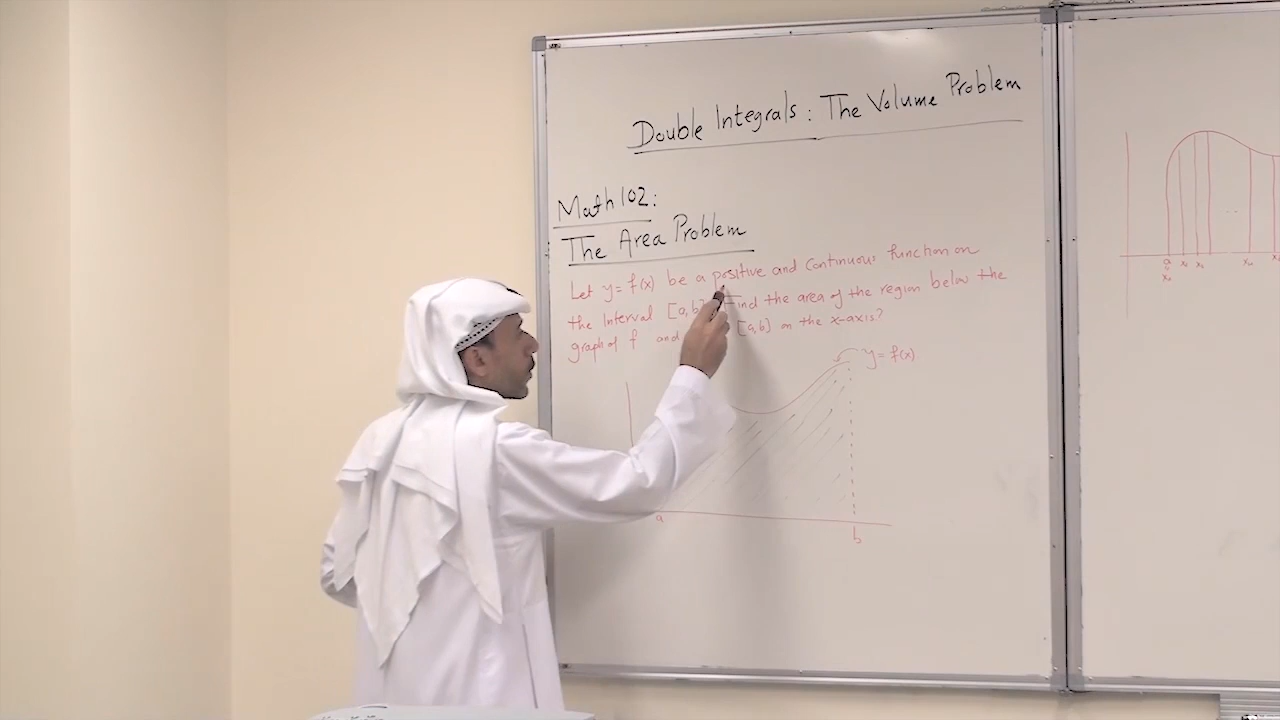 Double Integrals: The Volume Problem
Math 102:
The Area Problem
Let y = f(x) be a positive and continuous function on
the interval [a,b] Find the area of the region below the
graph of f and [a,b] on the x-axis?
y = f(x)
a
b
a
x₀